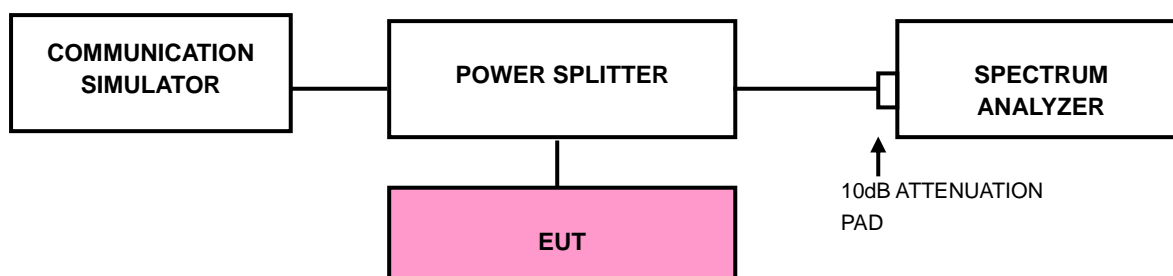 COMMUNICATION
SIMULATOR
POWER SPLITTER
SPECTRUM
ANALYZER
10dB ATTENUATION
PAD
EUT